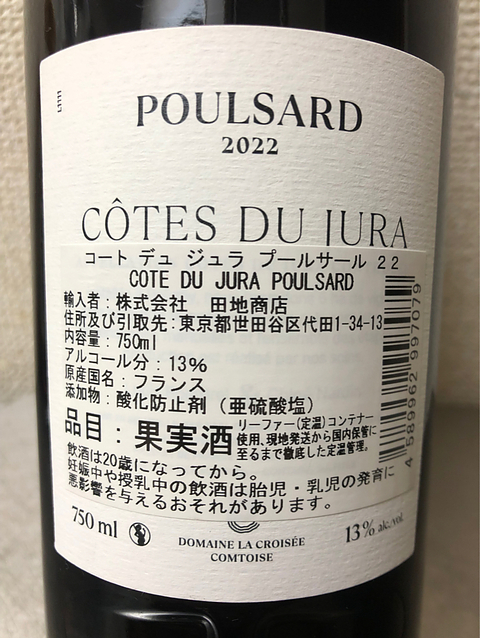 POULSARD
2022
CÔTES DU JURA
コート デュ ジュラ プールサール 22
COTE DU JURA POULSARD
輸入者：株式会社 田地商店
住所及び引取先：東京都世田谷区代田1-34-13
内容量：750ml
アルコール分：13%
原産国名：フランス
添加物：酸化防止剤（亜硫酸塩）
品目：果実酒
リーファー(定温)コンテナー
使用、現地発送から国内保管に
至るまで徹底した定温管理。
飲酒は20歳になってから。
妊娠中や授乳中の飲酒は胎児・乳児の発育に
悪影響を与えるおそれがあります。
4 589962 997079
750 ml
13% alc./vol.
DOMAINE LA CROISÉE
COMTOISE